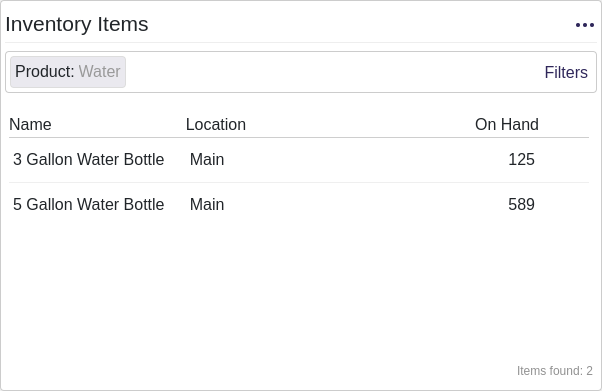 Inventory Items
Product: Water
Filters
Name Location On Hand
3 Gallon Water Bottle Main 125
5 Gallon Water Bottle Main 589
Items found: 2